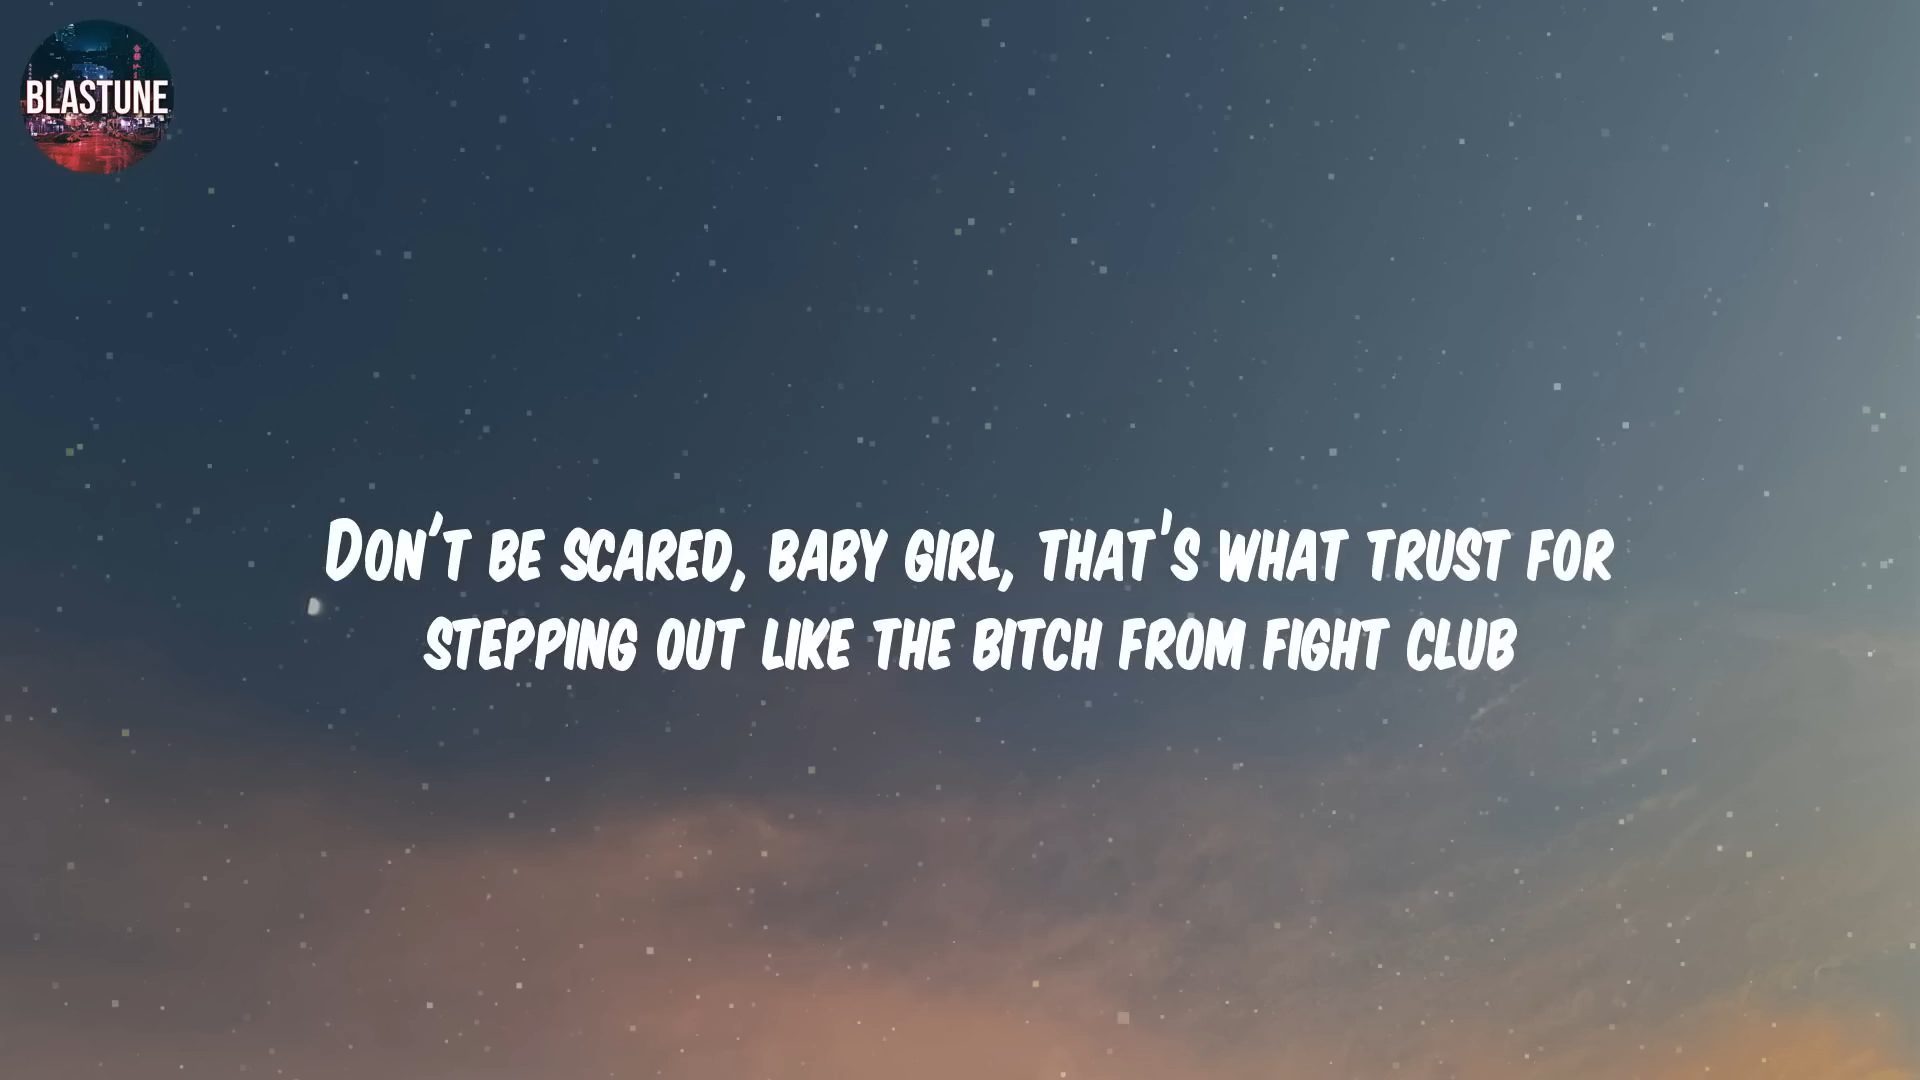 BLASTUNE
DON'T BE SCARED, BABY GIRL, THAT'S WHAT TRUST FOR
STEPPING OUT LIKE THE BITCH FROM FIGHT CLUB